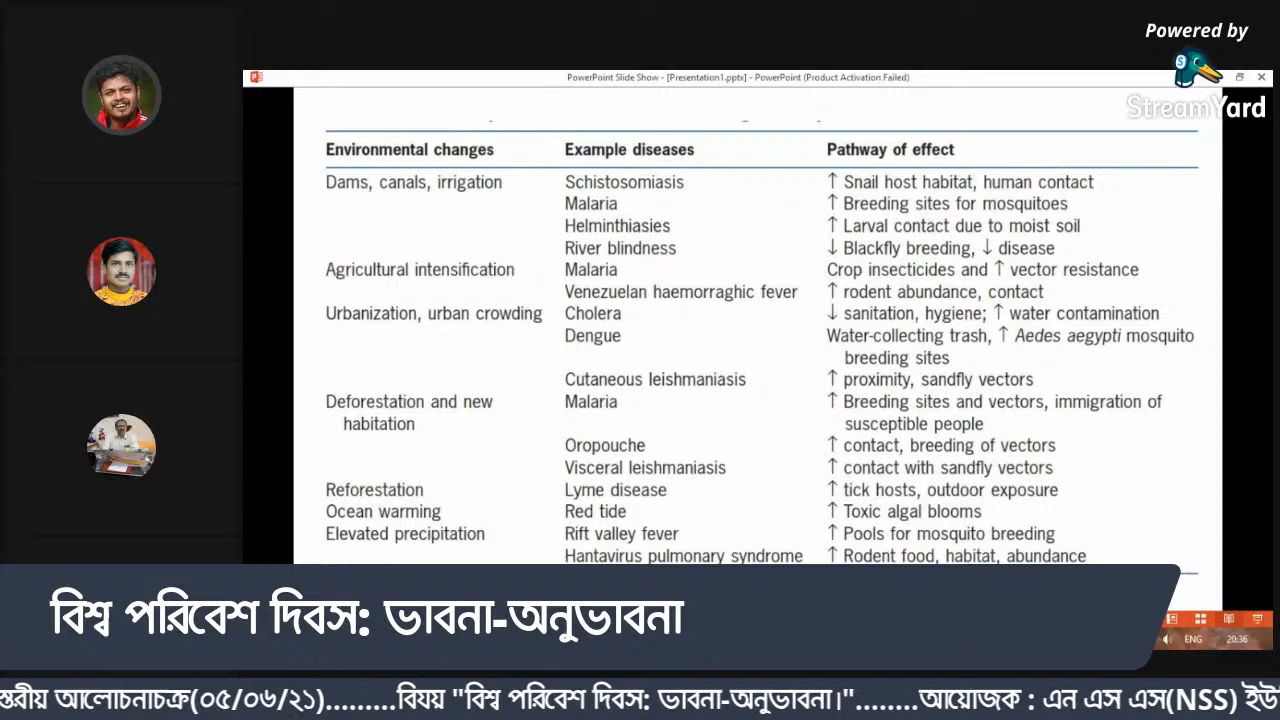 Powered by
StreamYard
PowerPoint Slide Show - [Presentation1.pptx] - PowerPoint (Product Activation Failed)
Environmental changes Example diseases Pathway of effect
Dams, canals, irrigation Schistosomiasis ↑ Snail host habitat, human contact
Malaria ↑ Breeding sites for mosquitoes
Helminthiasies ↑ Larval contact due to moist soil
River blindness ↓ Blackfly breeding, ↓ disease
Agricultural intensification Malaria Crop insecticides and ↑ vector resistance
Venezuelan haemorraghic fever ↑ rodent abundance, contact
Urbanization, urban crowding Cholera ↓ sanitation, hygiene; ↑ water contamination
Dengue Water-collecting trash, ↑ Aedes aegypti mosquito
breeding sites
Cutaneous leishmaniasis ↑ proximity, sandfly vectors
Deforestation and new Malaria ↑ Breeding sites and vectors, immigration of
habitation susceptible people
Oropouche ↑ contact, breeding of vectors
Visceral leishmaniasis ↑ contact with sandfly vectors
Reforestation Lyme disease ↑ tick hosts, outdoor exposure
Ocean warming Red tide ↑ Toxic algal blooms
Elevated precipitation Rift valley fever ↑ Pools for mosquito breeding
Hantavirus pulmonary syndrome ↑ Rodent food, habitat, abundance
বিশ্ব পরিবেশ দিবস: ভাবনা-অনুভাবনা
ENG 20:36
স্তরীয় আলোচনাচক্র(০৫/০৬/২১).........বিষয় "বিশ্ব পরিবেশ দিবস: ভাবনা-অনুভাবনা।"........আয়োজক : এন এস এস(NSS) ইউ